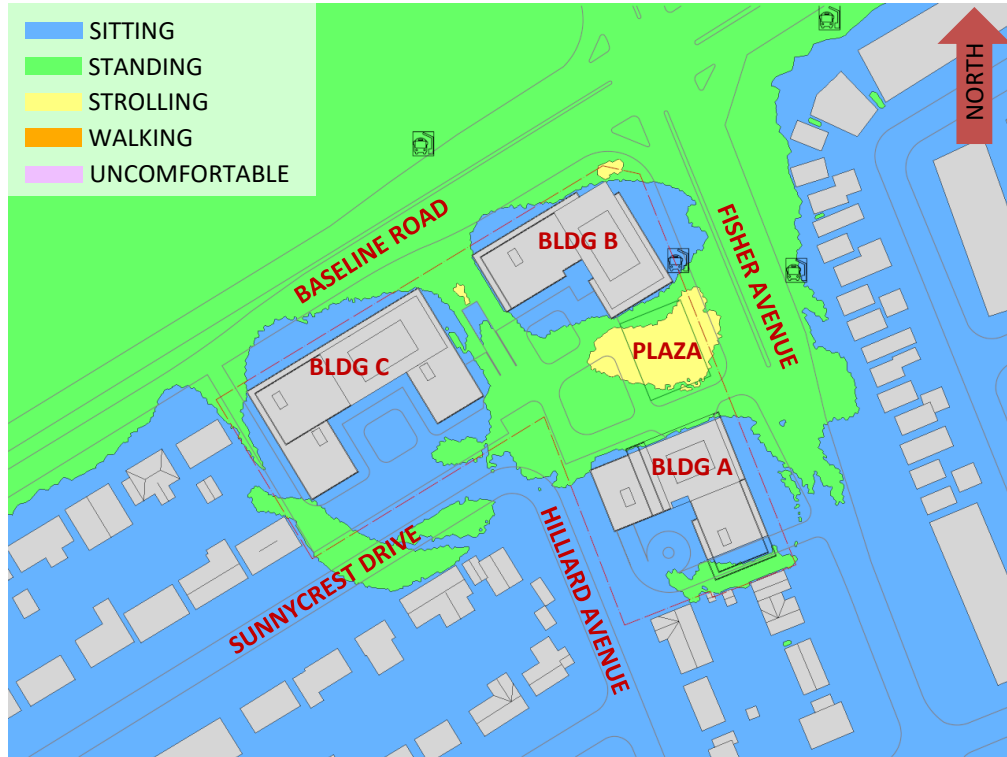 SITTING
STANDING
STROLLING
WALKING
UNCOMFORTABLE
NORTH
BASELINE ROAD
FISHER AVENUE
BLDG B
PLAZA
BLDG C
BLDG A
SUNNYCREST DRIVE
HILLIARD AVENUE